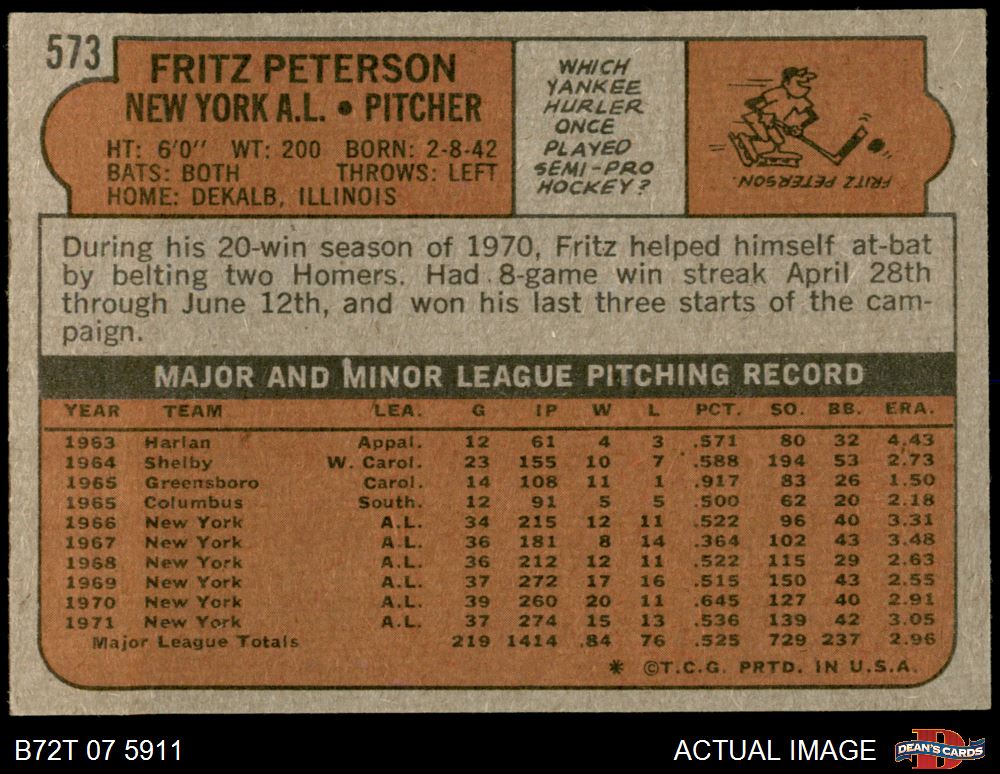 573
FRITZ PETERSON
NEW YORK A.L. • PITCHER
HT: 6'0" WT: 200 BORN: 2-8-42
BATS: BOTH THROWS: LEFT
HOME: DEKALB, ILLINOIS
WHICH
YANKEE
HURLER
ONCE
PLAYED
SEMI-PRO
HOCKEY?
FRITZ PETERSON.
During his 20-win season of 1970, Fritz helped himself at-bat
by belting two Homers. Had 8-game win streak April 28th
through June 12th, and won his last three starts of the cam-
paign.
MAJOR AND MINOR LEAGUE PITCHING RECORD
YEAR TEAM LEA. G IP W L PCT. SO. BB. ERA.
1963 Harlan Appal. 12 61 4 3 .571 80 32 4.43
1964 Shelby W. Carol. 23 155 10 7 .588 194 53 2.73
1965 Greensboro Carol. 14 108 11 1 .917 83 26 1.50
1965 Columbus South. 12 91 5 5 .500 62 20 2.18
1966 New York A.L. 34 215 12 11 .522 96 40 3.31
1967 New York A.L. 36 181 8 14 .364 102 43 3.48
1968 New York A.L. 36 212 12 11 .522 115 29 2.63
1969 New York A.L. 37 272 17 16 .515 150 43 2.55
1970 New York A.L. 39 260 20 11 .645 127 40 2.91
1971 New York A.L. 37 274 15 13 .536 139 42 3.05
Major League Totals 219 1414 84 76 .525 729 237 2.96
* ©T.C.G. PRTD. IN U.S.A.
B72T 07 5911 ACTUAL IMAGE
DEAN'S CARDS